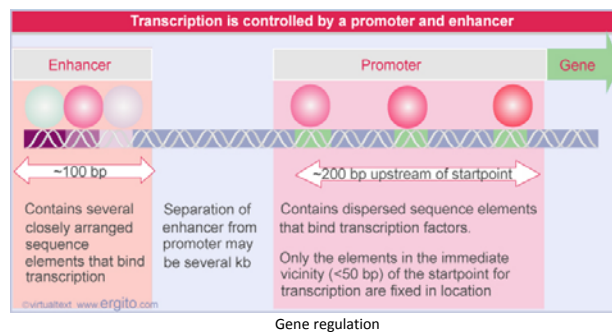 Transcription is controlled by a promoter and enhancer
Enhancer
Promoter
Gene
~100 bp
~200 bp upstream of startpoint
Contains several
closely arranged
sequence
elements that bind
transcription
Separation of
enhancer from
promoter may
be several kb
Contains dispersed sequence elements
that bind transcription factors.
Only the elements in the immediate
vicinity (<50 bp) of the startpoint for
transcription are fixed in location
©virtualtext www.ergito.com
Gene regulation